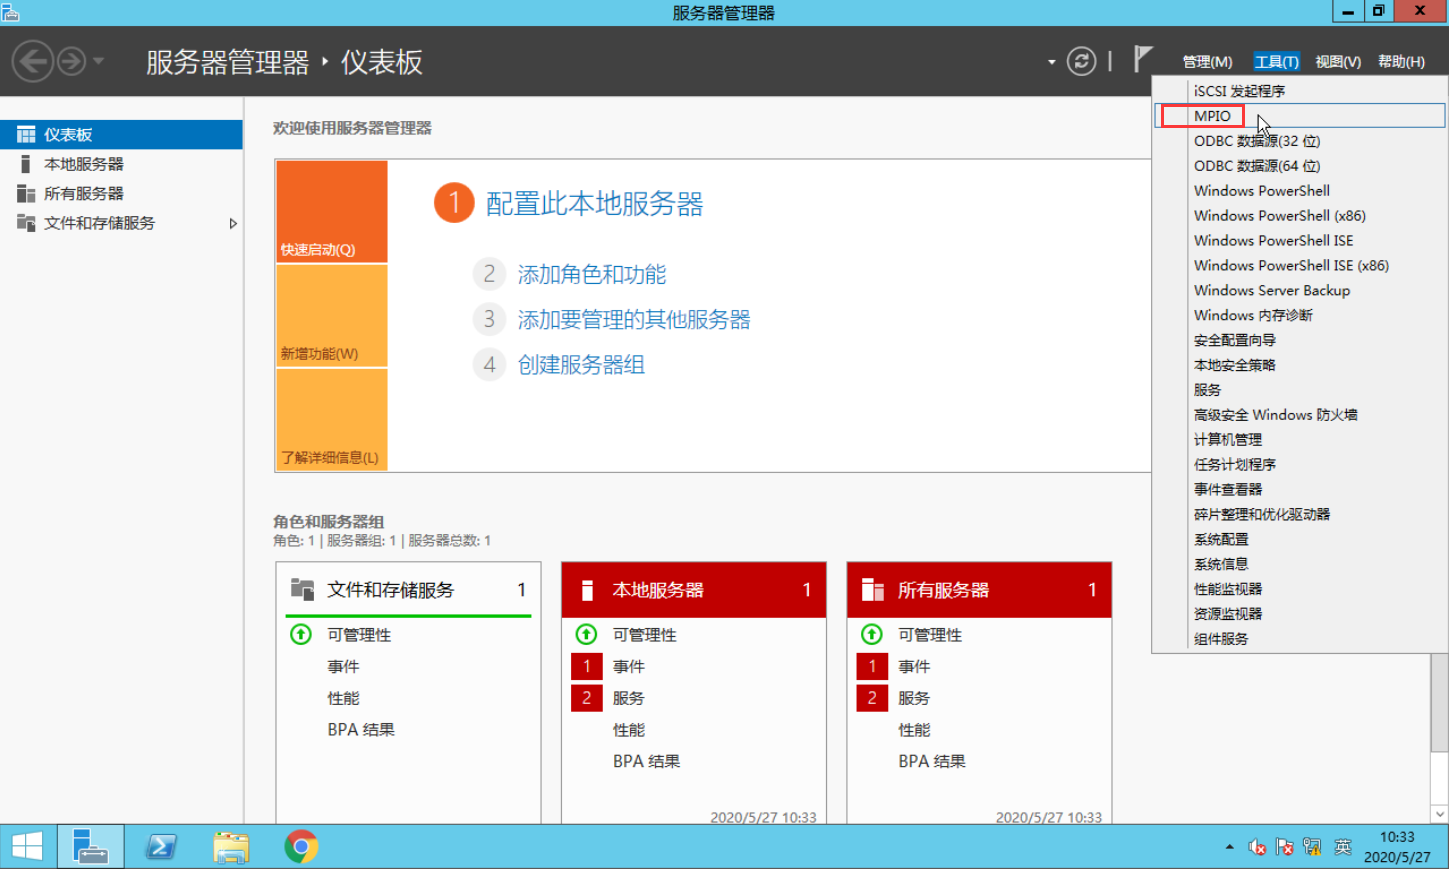 服务器管理器
服务器管理器 · 仪表板
管理(M) 工具(T) 视图(V) 帮助(H)
iSCSI 发起程序
MPIO
ODBC 数据源(32 位)
ODBC 数据源(64 位)
Windows PowerShell
Windows PowerShell (x86)
Windows PowerShell ISE
Windows PowerShell ISE (x86)
Windows Server Backup
Windows 内存诊断
安全配置向导
本地安全策略
服务
高级安全 Windows 防火墙
计算机管理
任务计划程序
事件查看器
碎片整理和优化驱动器
系统配置
系统信息
性能监视器
资源监视器
组件服务
仪表板
本地服务器
所有服务器
文件和存储服务
欢迎使用服务器管理器
快速启动(Q)
新增功能(W)
了解详细信息(L)
1 配置此本地服务器
2 添加角色和功能
3 添加要管理的其他服务器
4 创建服务器组
角色和服务器组
角色: 1 | 服务器组: 1 | 服务器总数: 1
文件和存储服务 1
可管理性
事件
性能
BPA 结果
本地服务器 1
可管理性
1 事件
2 服务
性能
BPA 结果
2020/5/27 10:33
所有服务器 1
可管理性
1 事件
2 服务
性能
BPA 结果
2020/5/27 10:33
英
10:33
2020/5/27